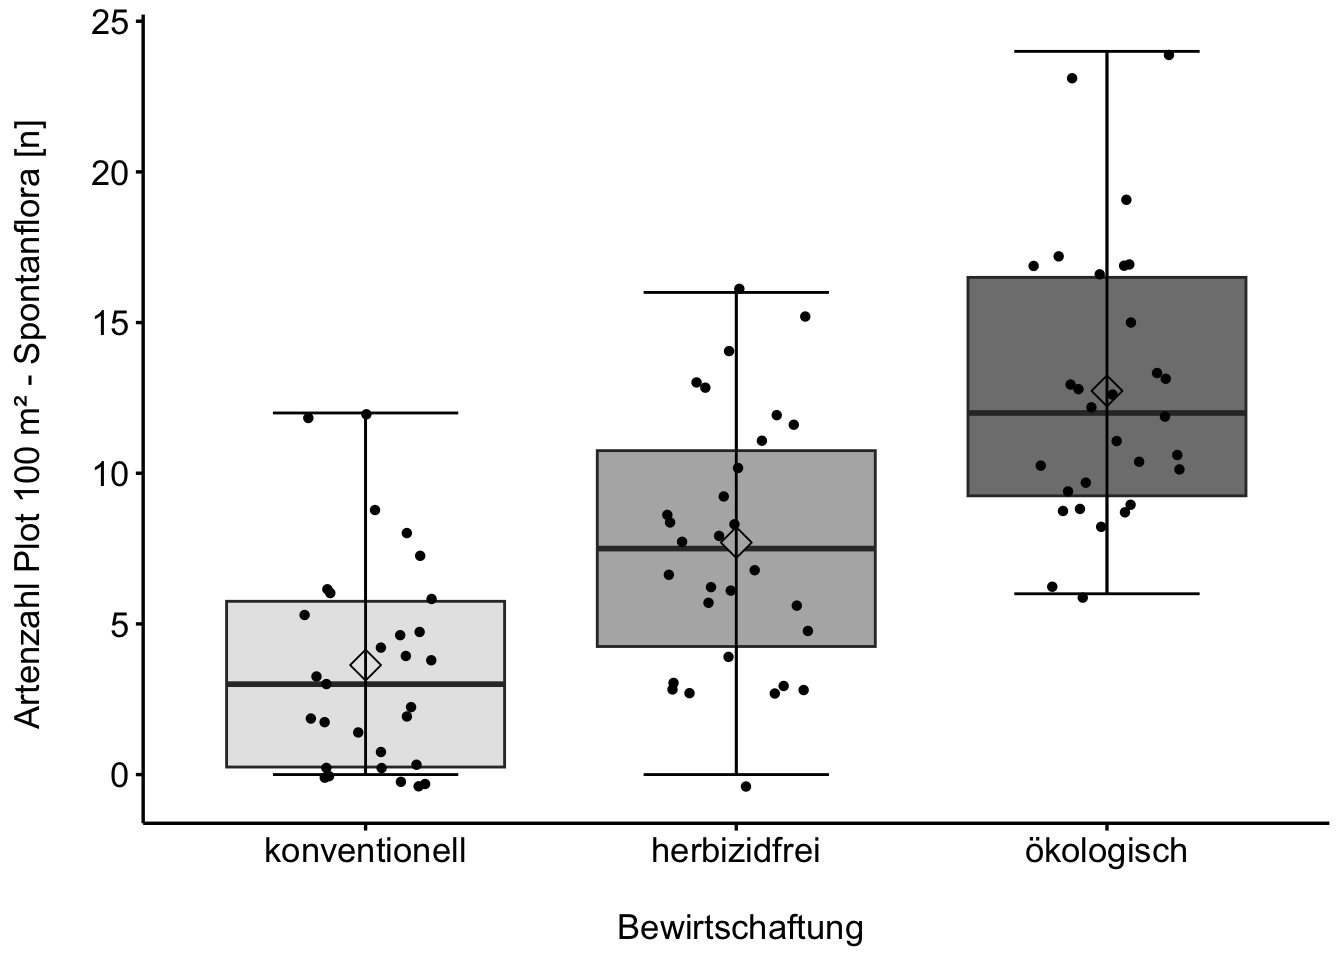 Artenzahl Plot 100 m² - Spontanflora [n]
25
20
15
10
5
0
konventionell herbizidfrei ökologisch
Bewirtschaftung